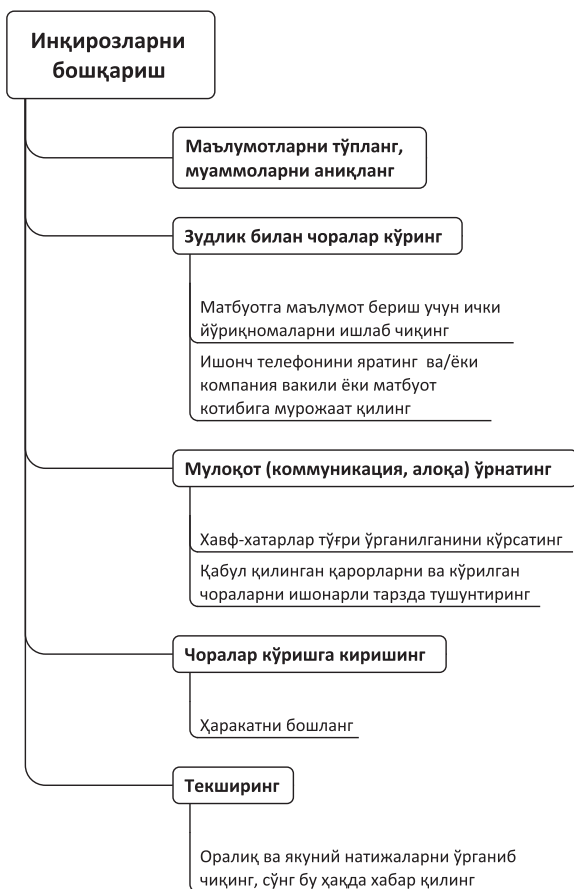 Инқирозларни
бошқариш
Маълумотларни тўпланг,
муаммоларни аниқланг
Зудлик билан чоралар кўринг
Матбуотга маълумот бериш учун ички
йўриқномаларни ишлаб чиқинг
Ишонч телефонини яратинг ва/ёки
компания вакили ёки матбуот
котибига мурожаат қилинг
Мулоқот (коммуникация, алоқа) ўрнатинг
Хавф-хатарлар тўғри ўрганилганини кўрсатинг
Қабул қилинган қарорларни ва кўрилган
чораларни ишонарли тарзда тушунтиринг
Чоралар кўришга киришинг
Ҳаракатни бошланг
Текширинг
Оралиқ ва якуний натижаларни ўрганиб
чиқинг, сўнг бу ҳақда хабар қилинг